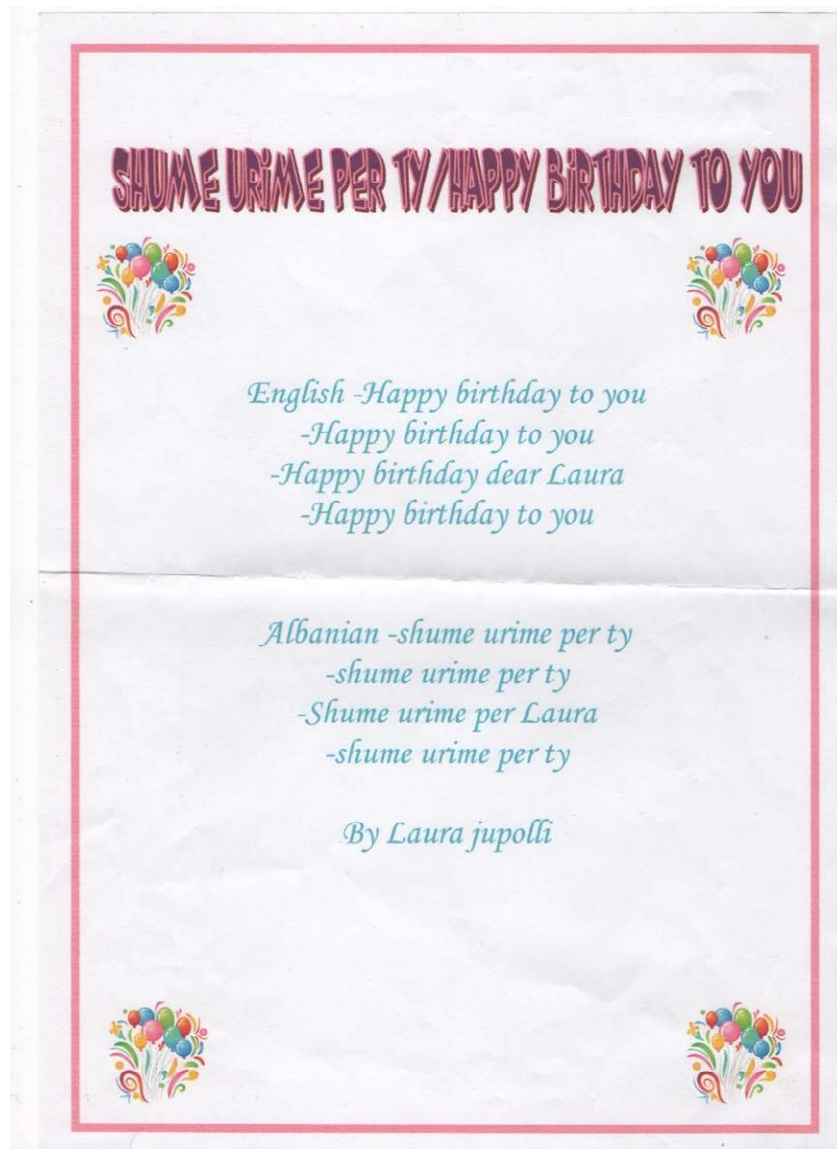 SHUME URIME PER TY/HAPPY BIRTHDAY TO YOU
English -Happy birthday to you
-Happy birthday to you
-Happy birthday dear Laura
-Happy birthday to you
Albanian -shume urime per ty
-shume urime per ty
-Shume urime per Laura
-shume urime per ty
By Laura jupolli